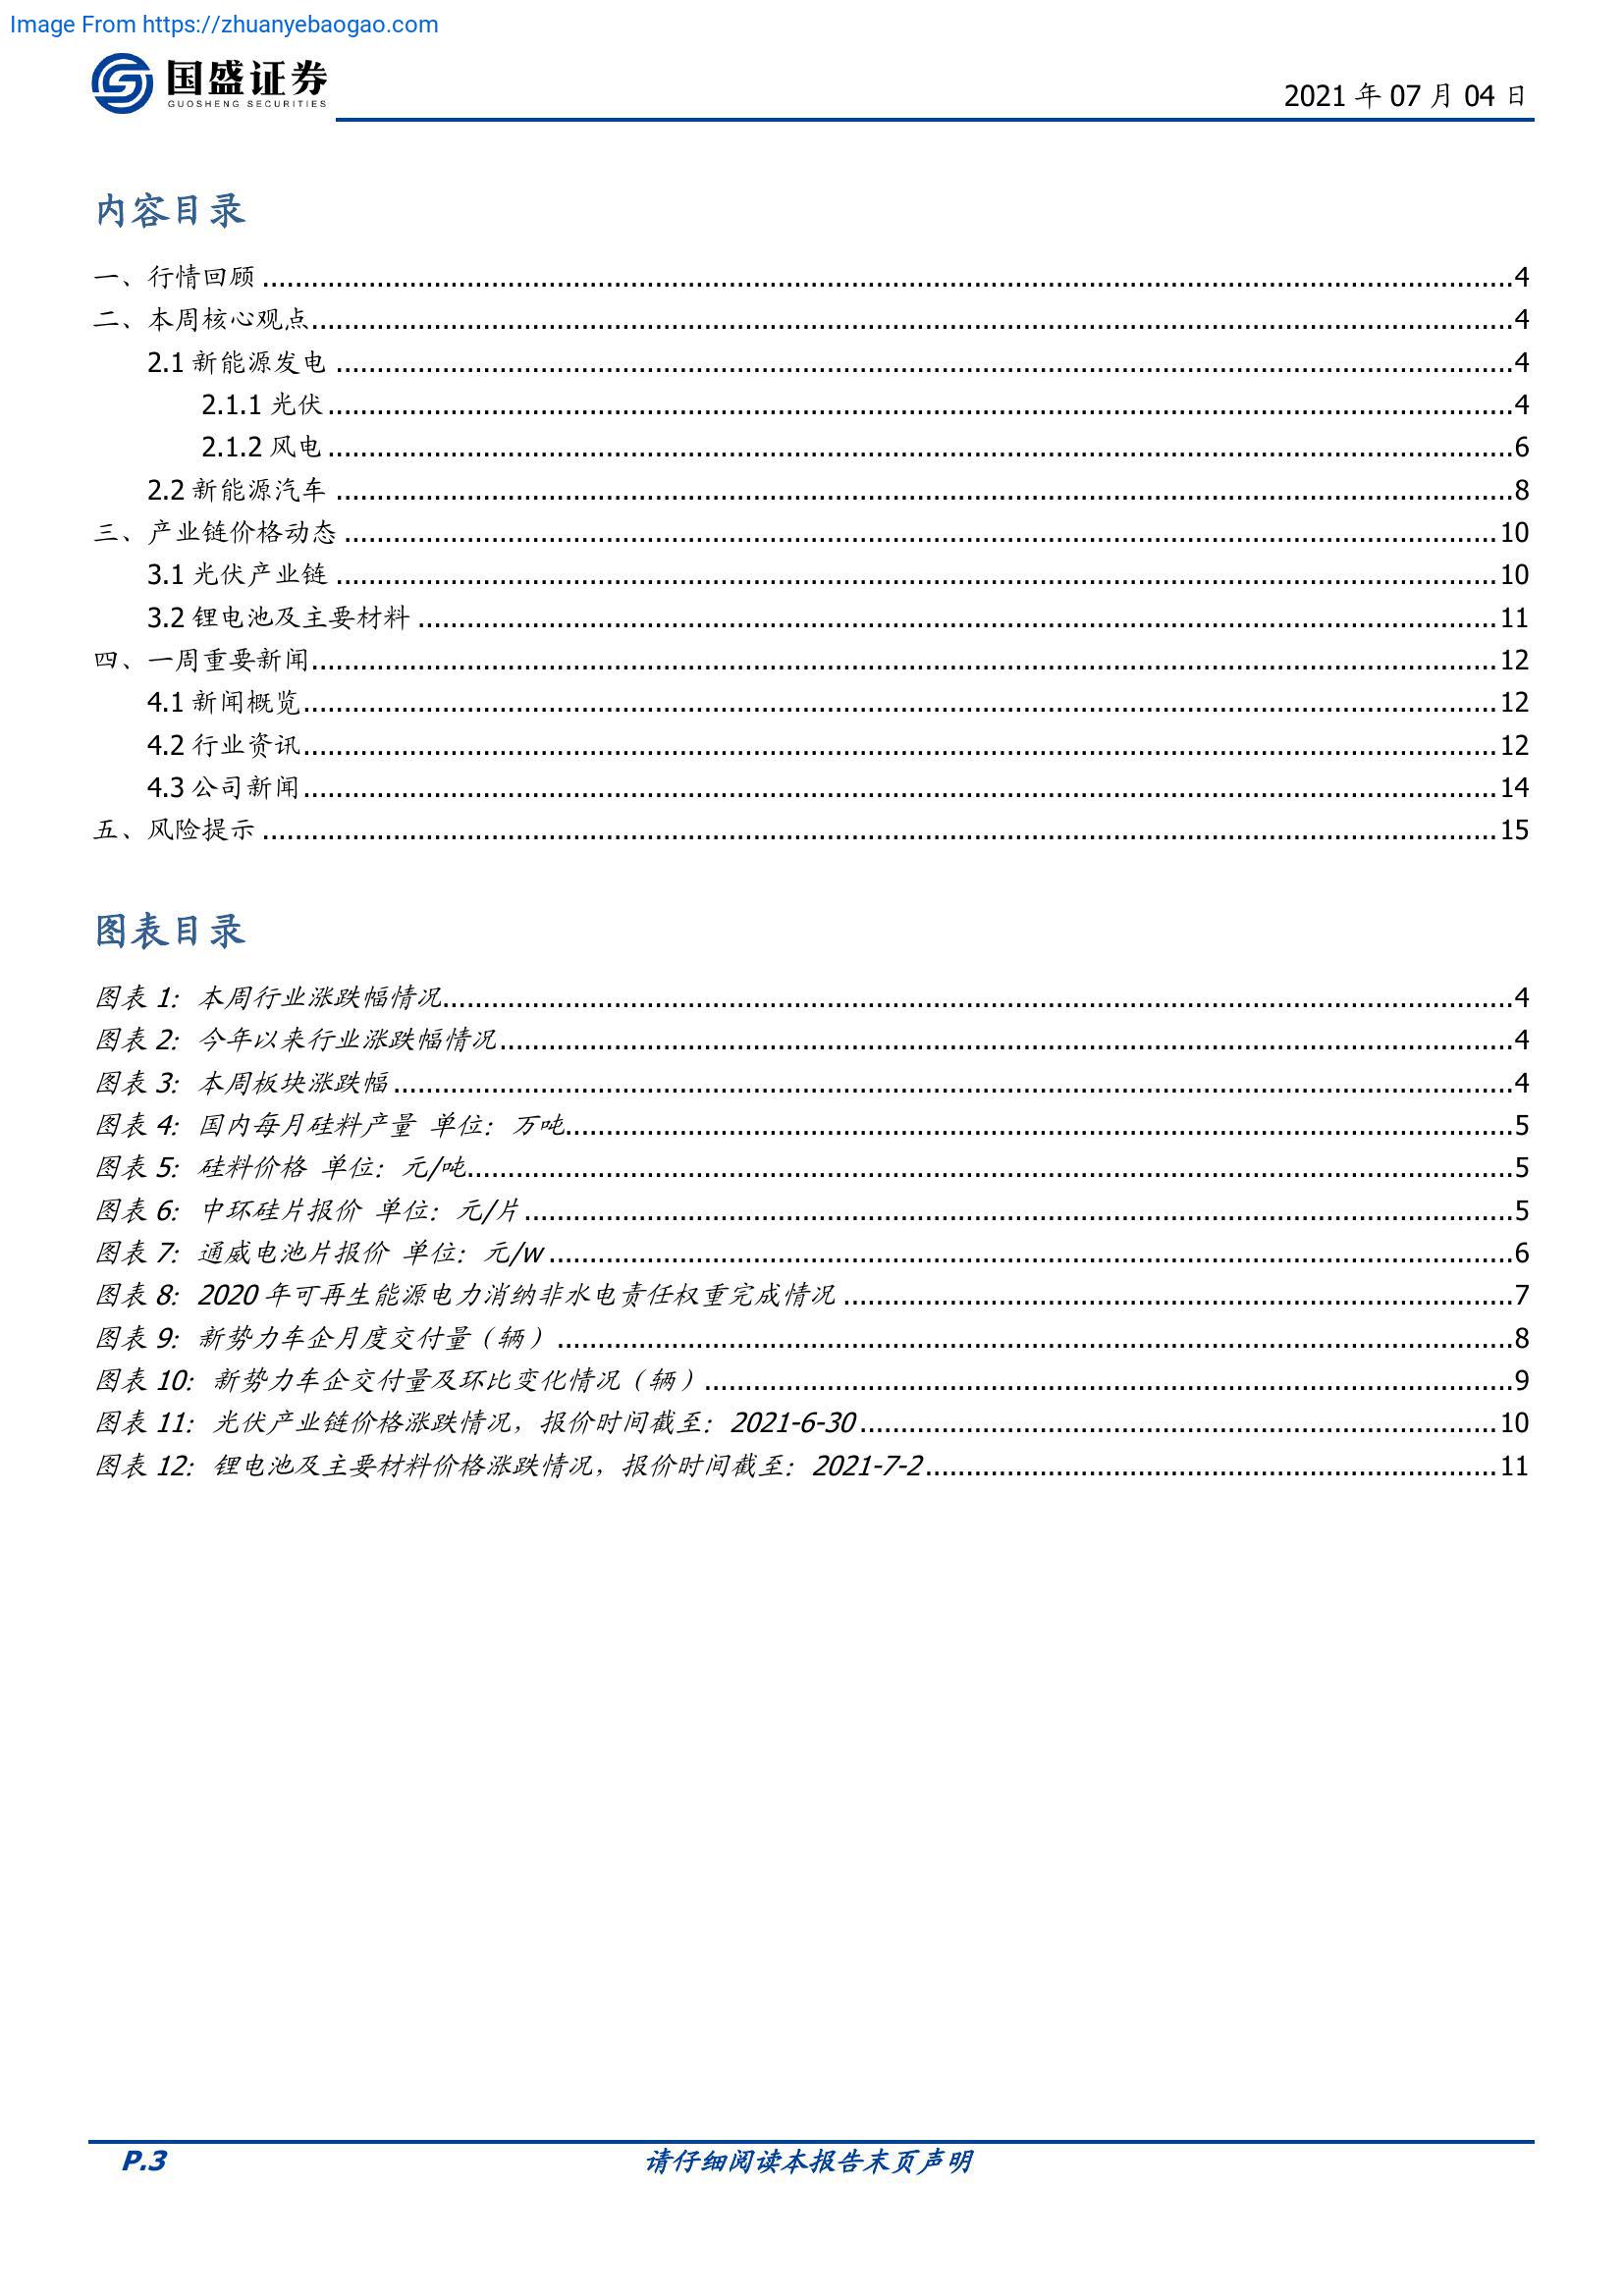 Image From https://zhuanyebaogao.com
国盛证券
GUOSHENG SECURITIES
2021 年 07 月 04 日
内容目录
一、行情回顾 ........ 4
二、本周核心观点 ........ 4
2.1 新能源发电 ........ 4
2.1.1 光伏 ........ 4
2.1.2 风电 ........ 6
2.2 新能源汽车 ........ 8
三、产业链价格动态 ........ 10
3.1 光伏产业链 ........ 10
3.2 锂电池及主要材料 ........ 11
四、一周重要新闻 ........ 12
4.1 新闻概览 ........ 12
4.2 行业资讯 ........ 12
4.3 公司新闻 ........ 14
五、风险提示 ........ 15
图表目录
图表 1: 本周行业涨跌幅情况 ........ 4
图表 2: 今年以来行业涨跌幅情况 ........ 4
图表 3: 本周板块涨跌幅 ........ 4
图表 4: 国内每月硅料产量 单位: 万吨 ........ 5
图表 5: 硅料价格 单位: 元/吨 ........ 5
图表 6: 中环硅片报价 单位: 元/片 ........ 5
图表 7: 通威电池片报价 单位: 元/w ........ 6
图表 8: 2020 年可再生能源电力消纳非水电责任权重完成情况 ........ 7
图表 9: 新势力车企月度交付量（辆） ........ 8
图表 10: 新势力车企交付量及环比变化情况（辆） ........ 9
图表 11: 光伏产业链价格涨跌情况，报价时间截至: 2021-6-30 ........ 10
图表 12: 锂电池及主要材料价格涨跌情况，报价时间截至: 2021-7-2 ........ 11
P.3
请仔细阅读本报告末页声明